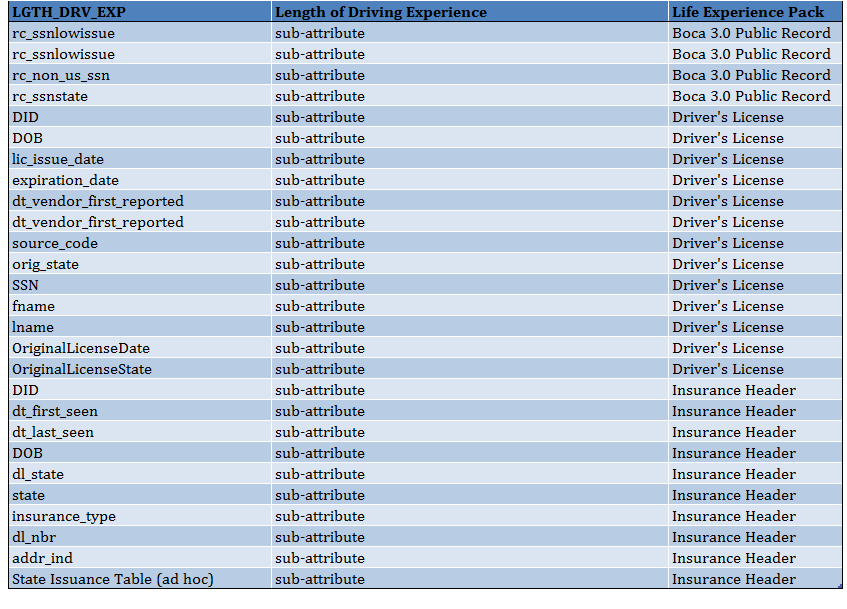 LGTH_DRV_EXP Length of Driving Experience Life Experience Pack
rc_ssnlowissue sub-attribute Boca 3.0 Public Record
rc_ssnlowissue sub-attribute Boca 3.0 Public Record
rc_non_us_ssn sub-attribute Boca 3.0 Public Record
rc_ssnstate sub-attribute Boca 3.0 Public Record
DID sub-attribute Driver's License
DOB sub-attribute Driver's License
lic_issue_date sub-attribute Driver's License
expiration_date sub-attribute Driver's License
dt_vendor_first_reported sub-attribute Driver's License
dt_vendor_first_reported sub-attribute Driver's License
source_code sub-attribute Driver's License
orig_state sub-attribute Driver's License
SSN sub-attribute Driver's License
fname sub-attribute Driver's License
lname sub-attribute Driver's License
OriginalLicenseDate sub-attribute Driver's License
OriginalLicenseState sub-attribute Driver's License
DID sub-attribute Insurance Header
dt_first_seen sub-attribute Insurance Header
dt_last_seen sub-attribute Insurance Header
DOB sub-attribute Insurance Header
dl_state sub-attribute Insurance Header
state sub-attribute Insurance Header
insurance_type sub-attribute Insurance Header
dl_nbr sub-attribute Insurance Header
addr_ind sub-attribute Insurance Header
State Issuance Table (ad hoc) sub-attribute Insurance Header